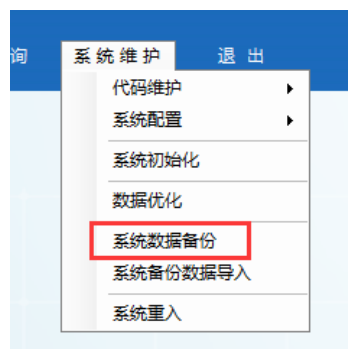 询 系统维护 退出
代码维护
系统配置
系统初始化
数据优化
系统数据备份
系统备份数据导入
系统重入